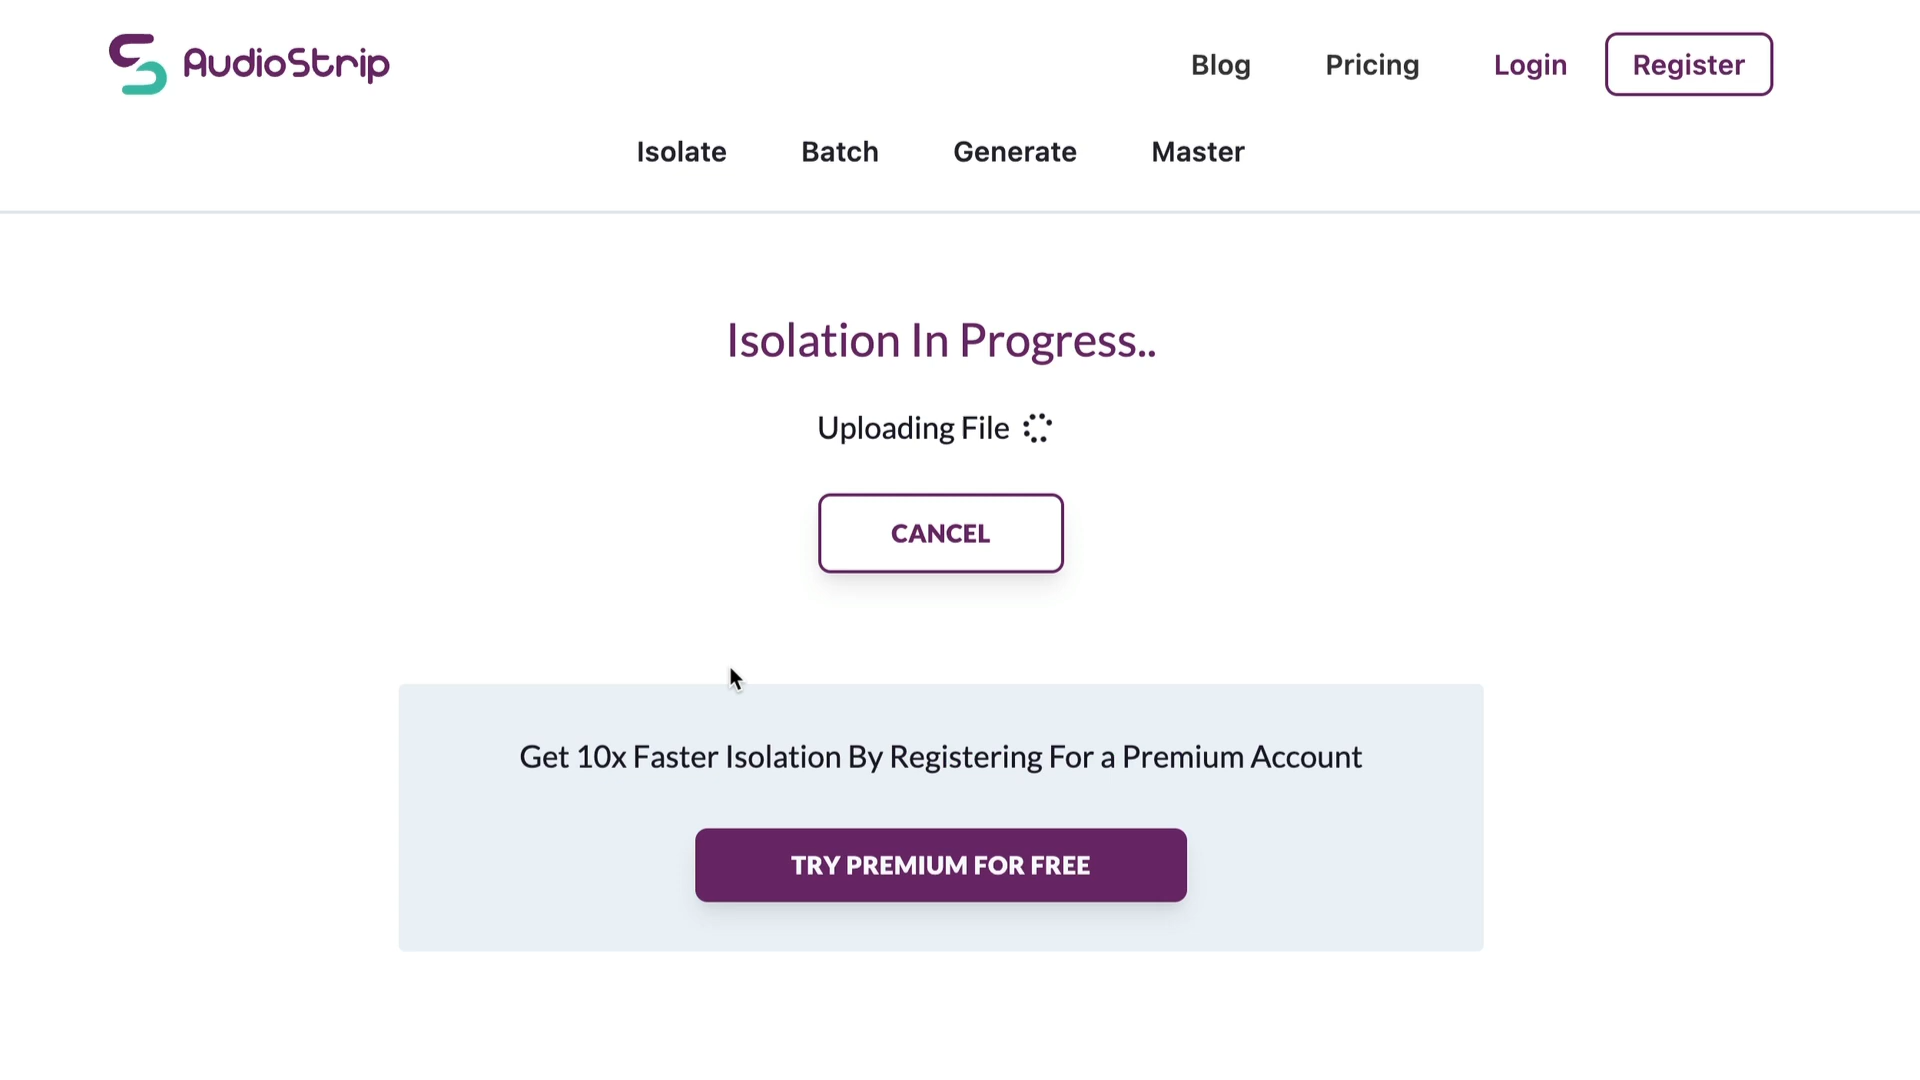 AudioStrip
Blog
Pricing
Login
Register
Isolate
Batch
Generate
Master
Isolation In Progress..
Uploading File
CANCEL
Get 10x Faster Isolation By Registering For a Premium Account
TRY PREMIUM FOR FREE